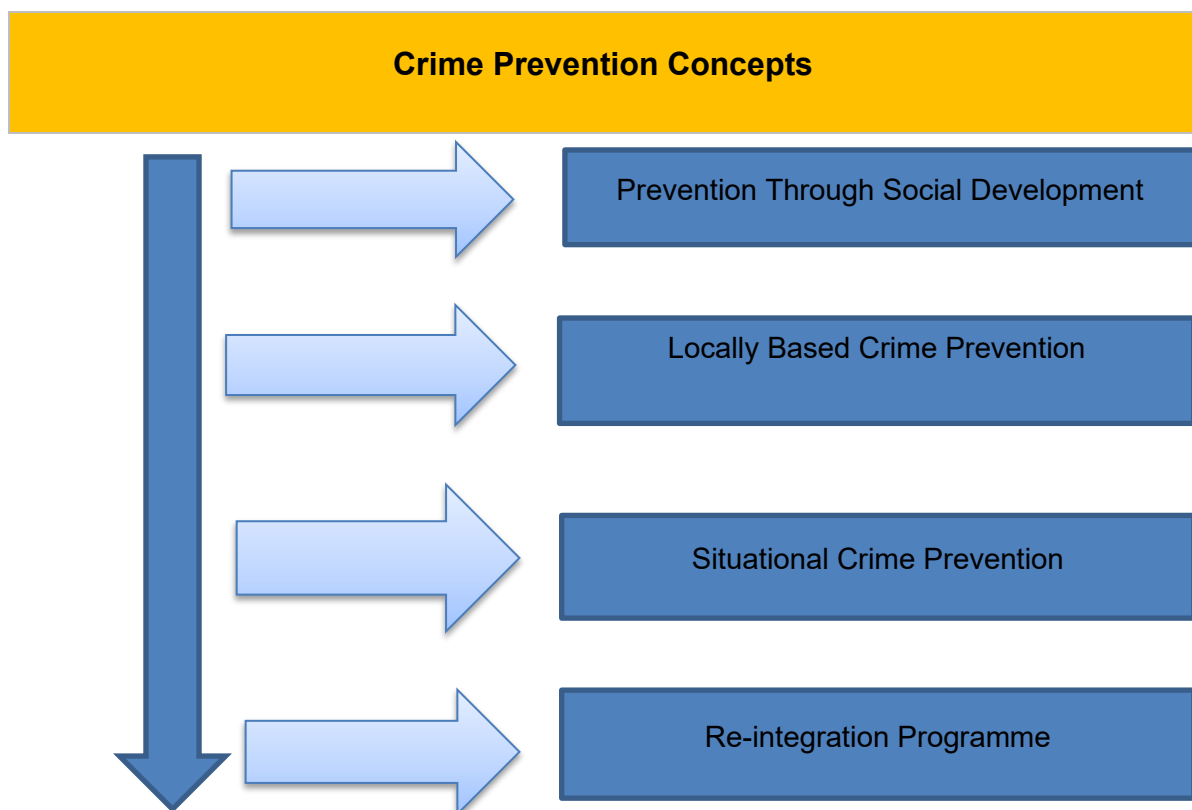 Crime Prevention Concepts
Prevention Through Social Development
Locally Based Crime Prevention
Situational Crime Prevention
Re-integration Programme